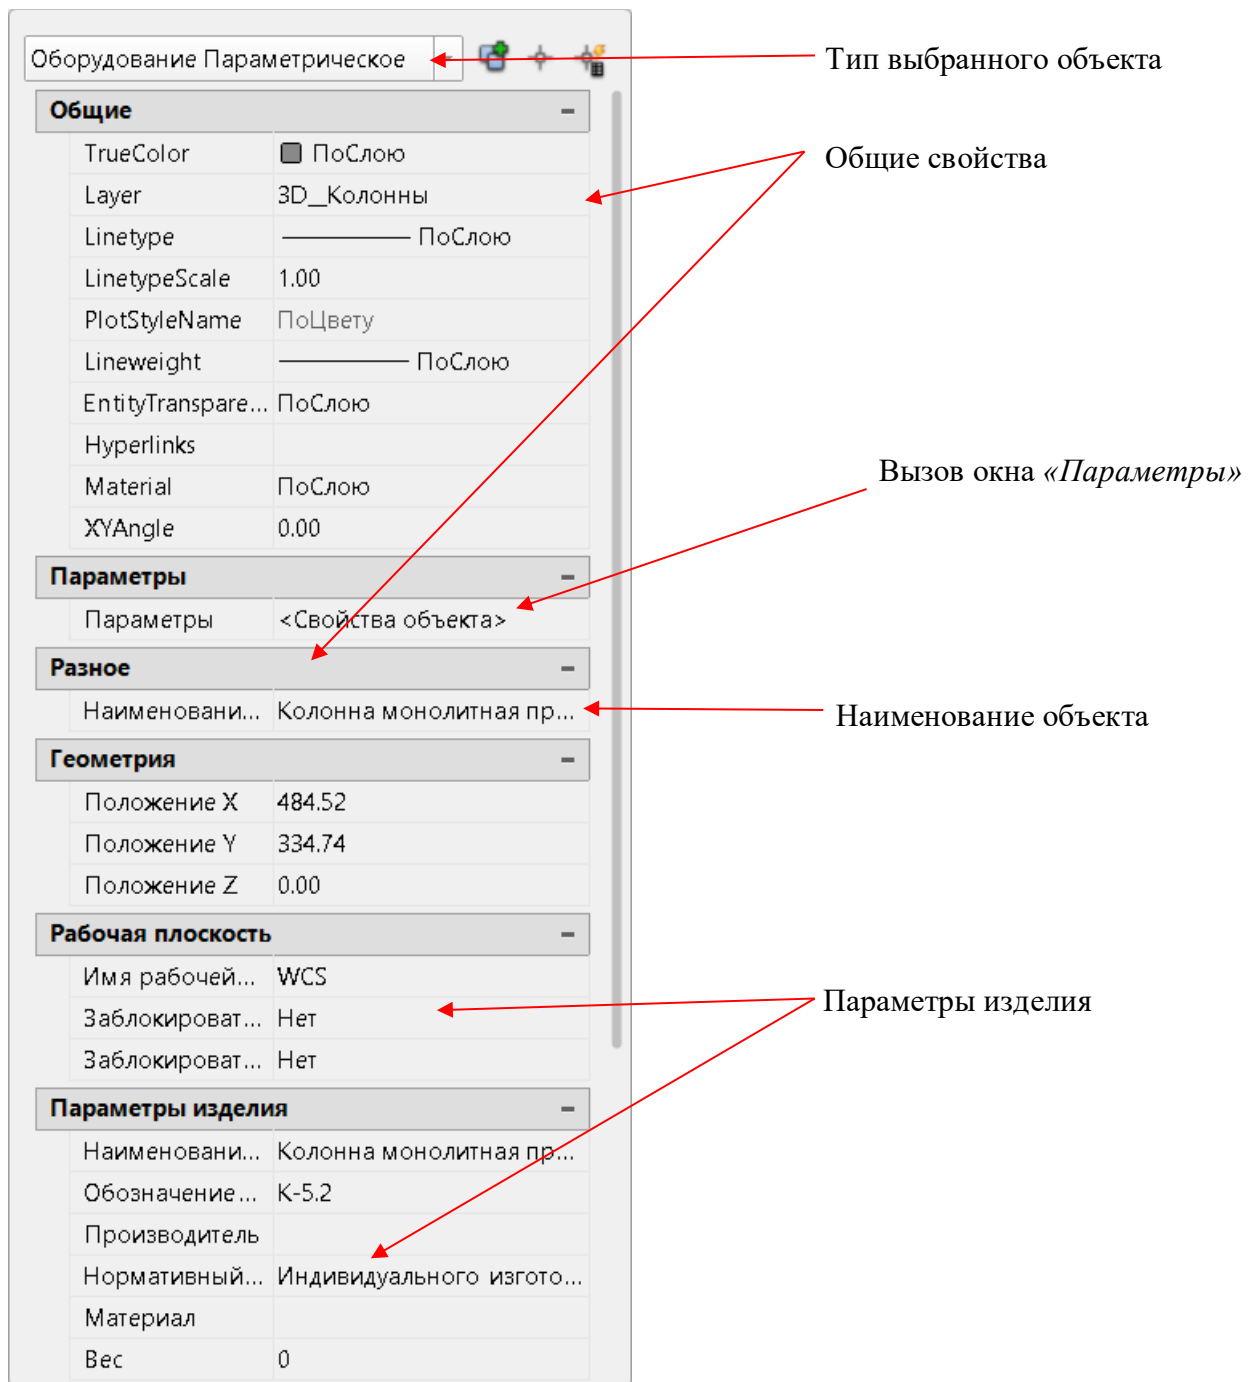 Оборудование Параметрическое
Тип выбранного объекта
Общие
TrueColor ПоСлою
Общие свойства
Layer 3D_Колонны
Linetype ПоСлою
LinetypeScale 1.00
PlotStyleName ПоЦвету
Lineweight ПоСлою
EntityTranspare... ПоСлою
Hyperlinks
Вызов окна «Параметры»
Material ПоСлою
XYAngle 0.00
Параметры
Параметры <Свойства объекта>
Разное
Наименовани... Колонна монолитная пр...
Наименование объекта
Геометрия
Положение X 484.52
Положение Y 334.74
Положение Z 0.00
Рабочая плоскость
Имя рабочей... WCS
Параметры изделия
Заблокироват... Нет
Заблокироват... Нет
Параметры изделия
Наименовани... Колонна монолитная пр...
Обозначение... К-5.2
Производитель
Нормативный... Индивидуального изгото...
Материал
Вес 0